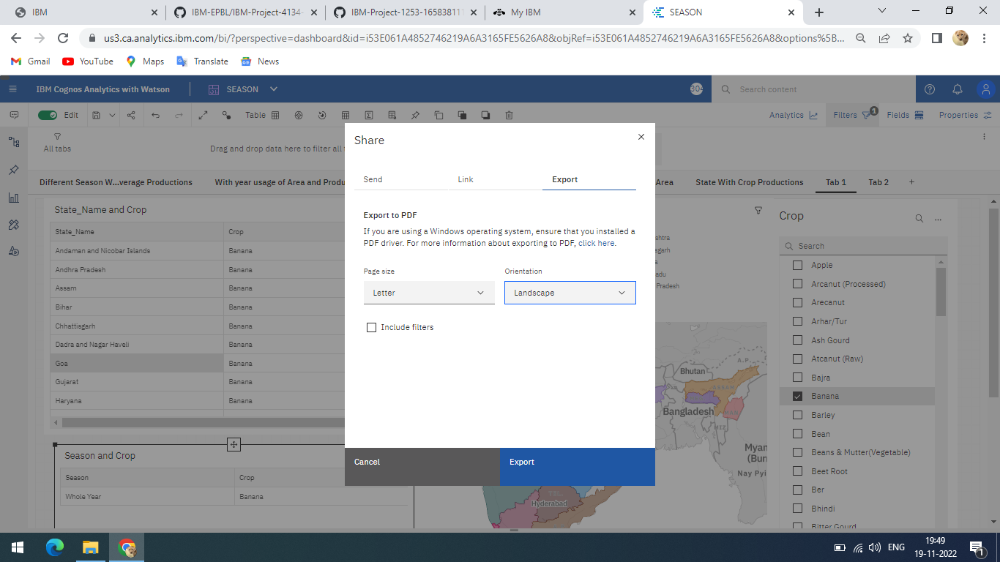 IBM
IBM-EPBL/IBM-Project-4134-
IBM-Project-1253-165838111
My IBM
SEASON
us3.ca.analytics.ibm.com/bi/?perspective=dashboard&id=i53E061A4852746219A6A3165FE5626A8&objRef=i53E061A4852746219A6A3165FE5626A8&options%5B...
Gmail
YouTube
Maps
Translate
News
IBM Cognos Analytics with Watson
SEASON
304
Search content
Edit
Table
Analytics
Filters
1
Fields
Properties
All tabs
Drag and drop data here to filter all
Different Season W...verage Productions
With year usage of Area and Produ
Area
State With Crop Productions
Tab 1
Tab 2
Share
Send
Link
Export
Export to PDF
If you are using a Windows operating system, ensure that you installed a
PDF driver. For more information about exporting to PDF, click here.
Page size
Orientation
Letter
Landscape
Include filters
Cancel
Export
State_Name and Crop
State_Name
Crop
Andaman and Nicobar Islands
Banana
Andhra Pradesh
Banana
Assam
Banana
Bihar
Banana
Chhattisgarh
Banana
Dadra and Nagar Haveli
Banana
Goa
Banana
Gujarat
Banana
Haryana
Banana
Season and Crop
Season
Crop
Whole Year
Banana
shtra
sgarh
a
adu
Pradesh
A.P.
Bhutan
ASSAM
MAN
Bangladesh
MIZ
Myan
(Burr
Nay Pyi
TEL.
Hyderabad
Crop
...
Search
Apple
Arcanut (Processed)
Arecanut
Arhar/Tur
Ash Gourd
Atcanut (Raw)
Bajra
Banana
Barley
Bean
Beans & Mutter(Vegetable)
Beet Root
Ber
Bhindi
Bitter Gourd
ENG
19:49
19-11-2022
1